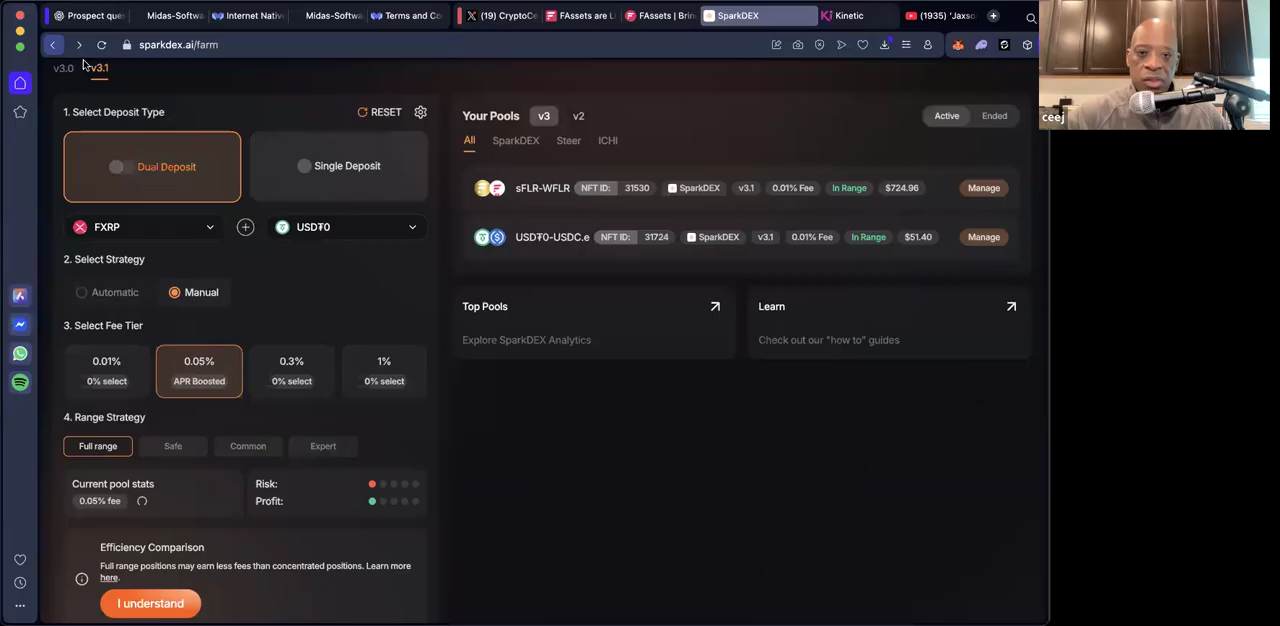 Prospect ques
Midas-Softwa
Internet Nativ
Midas-Softwa
Terms and Co
(19) CryptoCe
FAssets are Li
FAssets | Brin
SparkDEX
Kinetic
(1935) 'Jaxso
sparkdex.ai/farm
v3.0
v3.1
1. Select Deposit Type
RESET
Dual Deposit
Single Deposit
FXRP
USD₮0
2. Select Strategy
Automatic
Manual
3. Select Fee Tier
0.01%
0% select
0.05%
APR Boosted
0.3%
0% select
1%
0% select
4. Range Strategy
Full range
Safe
Common
Expert
Current pool stats
0.05% fee
Risk:
Profit:
Efficiency Comparison
Full range positions may earn less fees than concentrated positions. Learn more
here.
I understand
Your Pools
v3
v2
Active
Ended
All
SparkDEX
Steer
ICHI
sFLR-WFLR NFT ID: 31530 SparkDEX v3.1 0.01% Fee In Range $724.96 Manage
USD₮0-USDC.e NFT ID: 31724 SparkDEX v3.1 0.01% Fee In Range $51.40 Manage
Top Pools
Explore SparkDEX Analytics
Learn
Check out our "how to" guides
ceej